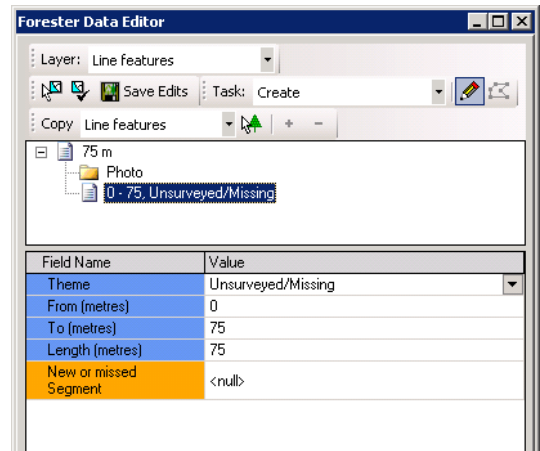 Forester Data Editor
Layer: Line features
Save Edits Task: Create
Copy Line features
75 m
Photo
0 - 75, Unsurveyed/Missing
Field Name Value
Theme Unsurveyed/Missing
From (metres) 0
To (metres) 75
Length (metres) 75
New or missed
Segment <null>